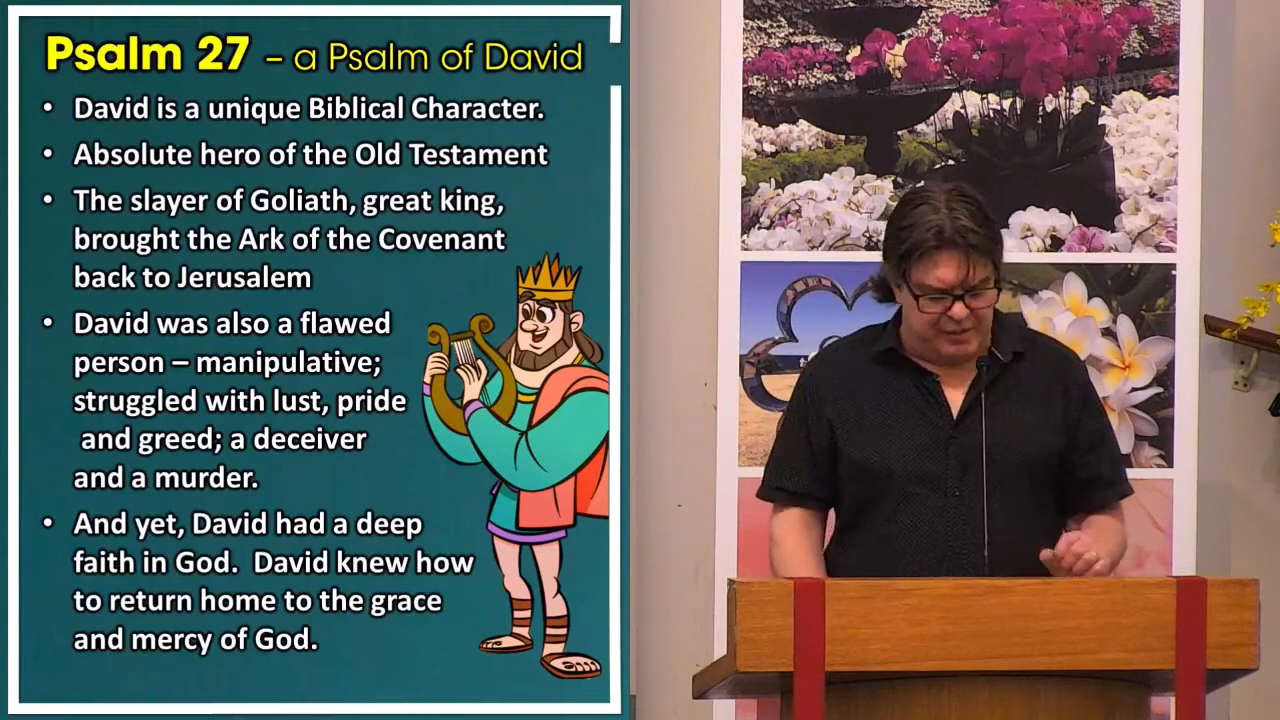 Psalm 27 – a Psalm of David
• David is a unique Biblical Character.
• Absolute hero of the Old Testament
• The slayer of Goliath, great king,
brought the Ark of the Covenant
back to Jerusalem
• David was also a flawed
person – manipulative;
struggled with lust, pride
and greed; a deceiver
and a murder.
• And yet, David had a deep
faith in God. David knew how
to return home to the grace
and mercy of God.